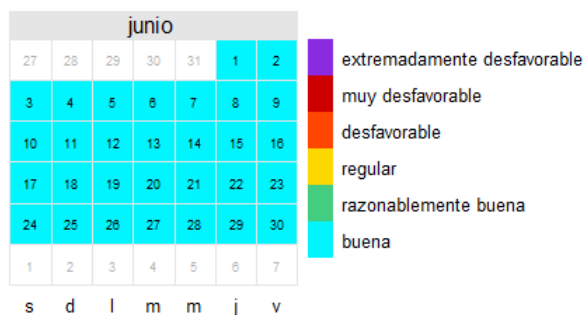 junio
27 28 29 30 31 1 2
3 4 5 6 7 8 9
10 11 12 13 14 15 16
17 18 19 20 21 22 23
24 25 26 27 28 29 30
1 2 3 4 5 6 7
s d l m m j v
extremadamente desfavorable
muy desfavorable
desfavorable
regular
razonablemente buena
buena